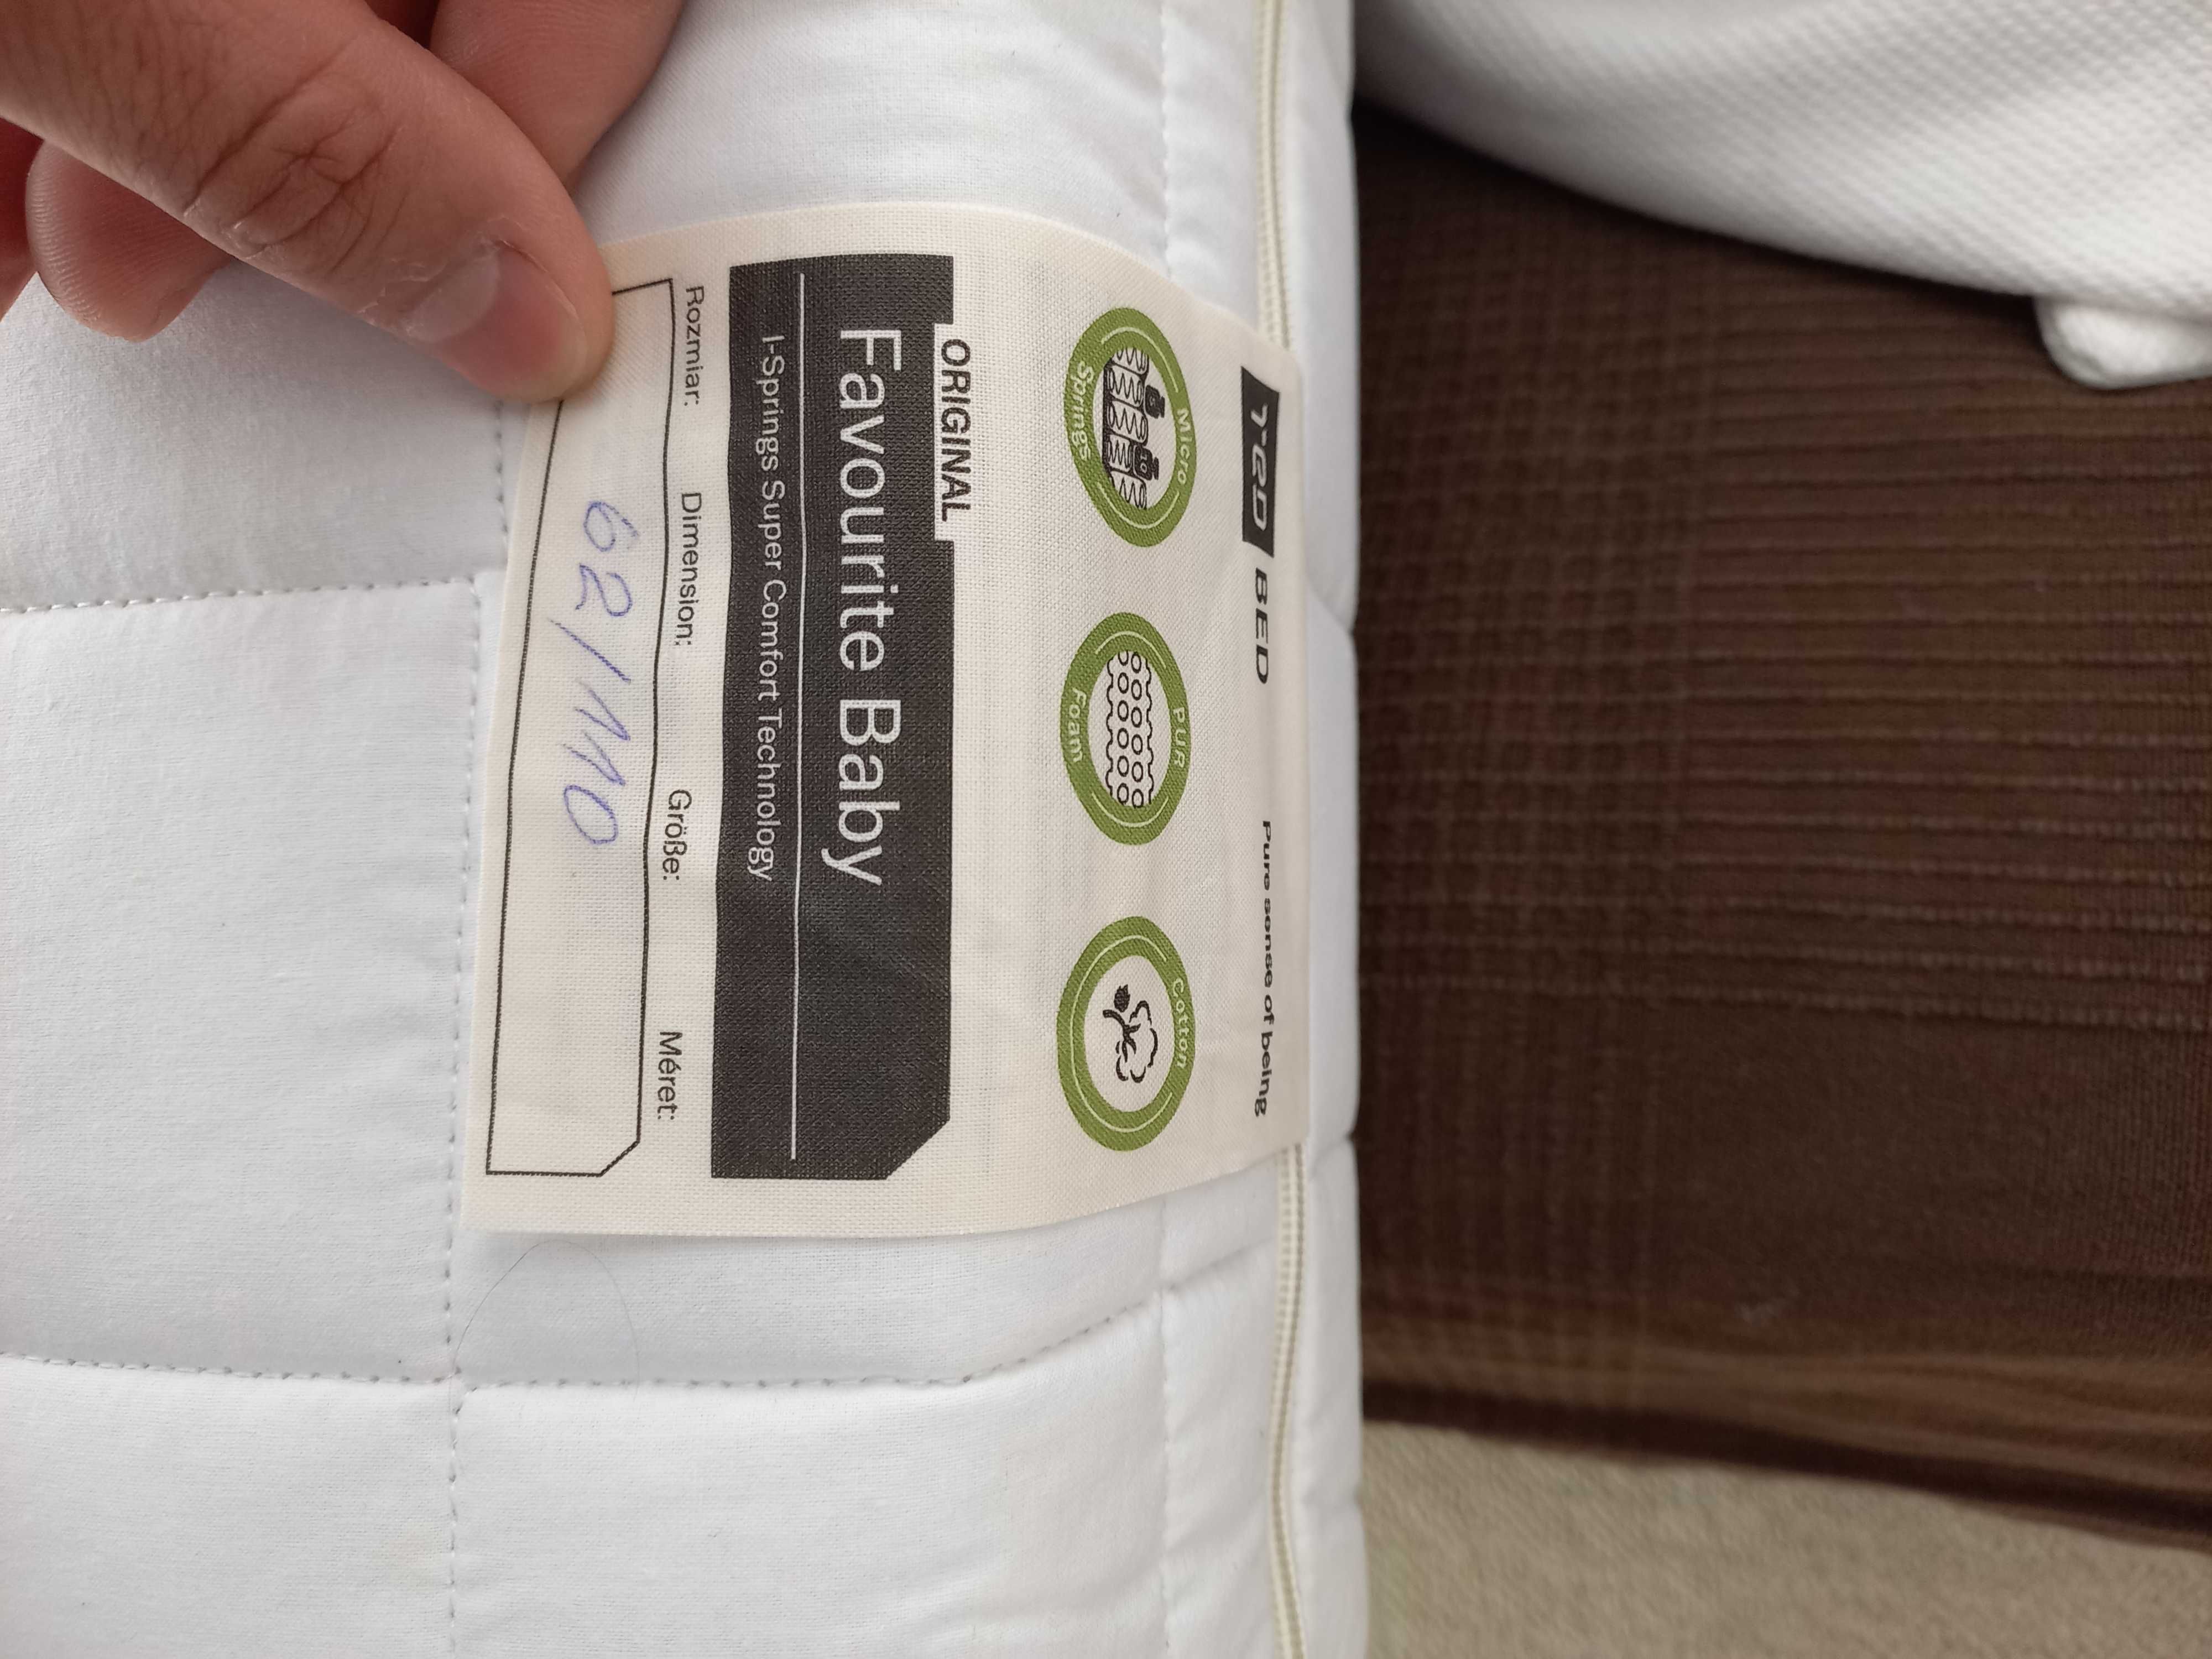 TED BED Pure sense of being
Micro Springs
PUR Foam
Cotton
ORIGINAL
Favourite Baby
I-Springs Super Comfort Technology
Rozmiar: Dimension: Größe: Méret:
62/110